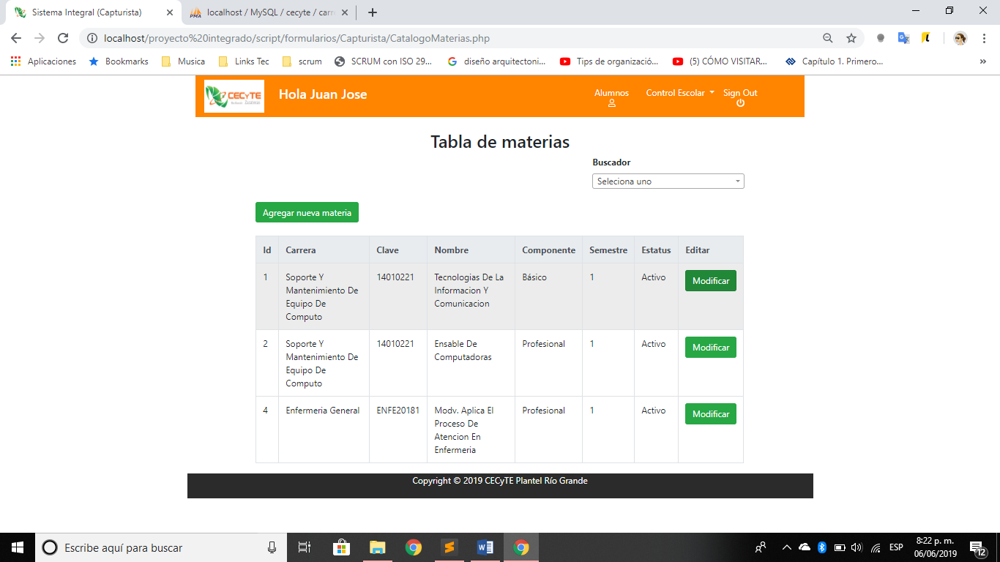 Sistema Integral (Capturista)
localhost / MySQL / cecyte / carr
localhost/proyecto%20integrado/script/formularios/Capturista/CatalogoMaterias.php
Aplicaciones
Bookmarks
Musica
Links Tec
scrum
SCRUM con ISO 29...
diseño arquitectoni...
Tips de organizació...
(5) CÓMO VISITAR...
Capítulo 1. Primero...
»
CECyTE
Hola Juan Jose
Alumnos
Control Escolar
Sign Out
Tabla de materias
Buscador
Seleciona uno
Agregar nueva materia
Id Carrera Clave Nombre Componente Semestre Estatus Editar
1 Soporte Y Mantenimiento De Equipo De Computo 14010221 Tecnologias De La Informacion Y Comunicacion Básico 1 Activo Modificar
2 Soporte Y Mantenimiento De Equipo De Computo 14010221 Ensable De Computadoras Profesional 1 Activo Modificar
4 Enfermeria General ENFE20181 Modv. Aplica El Proceso De Atencion En Enfermeria Profesional 1 Activo Modificar
Copyright © 2019 CECyTE Plantel Río Grande
Escribe aquí para buscar
ESP
8:22 p. m.
06/06/2019
12